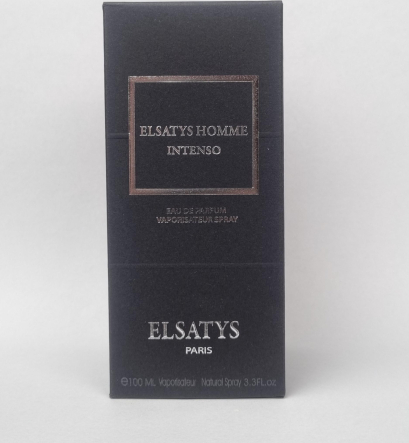 ELSATYS HOMME
INTENSO
EAU DE PARFUM
VAPORISATEUR SPRAY
ELSATYS
PARIS
℮100 ML Vaporisateur Natural Spray 3.3FL.oz